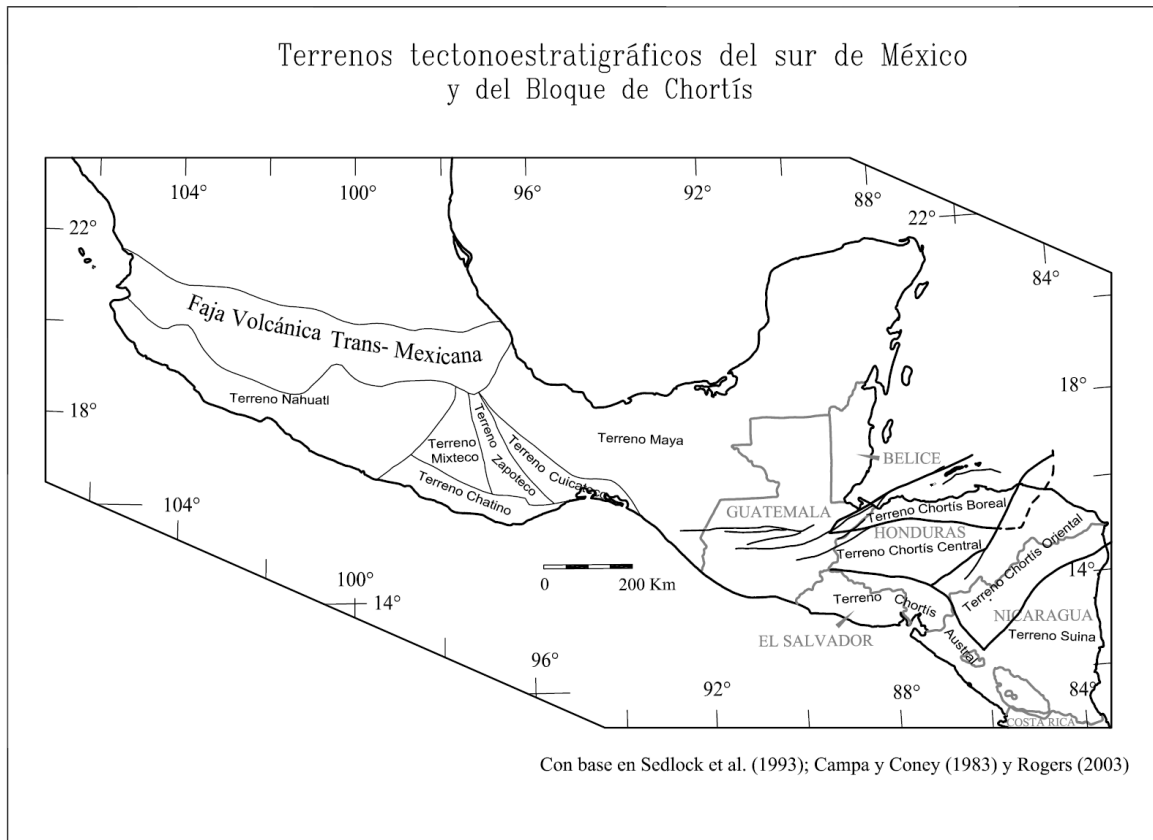 Terrenos tectonoestratigráficos del sur de México
y del Bloque de Chortís
104°
100°
96°
92°
88°
22°
22°
84°
Faja Volcánica Trans- Mexicana
18°
18°
Terreno Nahuatl
Terreno
Mixteco
Terreno Zapoteco
Terreno Cuicateco
Terreno Chatino
Terreno Maya
BELICE
GUATEMALA
Terreno Chortís Boreal
HONDURAS
Terreno Chortís Central
Terreno Chortís Oriental
104°
100°
14°
14°
0 200 Km
Terreno Chortís Austral
NICARAGUA
Terreno Suina
EL SALVADOR
96°
92°
88°
84°
COSTA RICA
Con base en Sedlock et al. (1993); Campa y Coney (1983) y Rogers (2003)